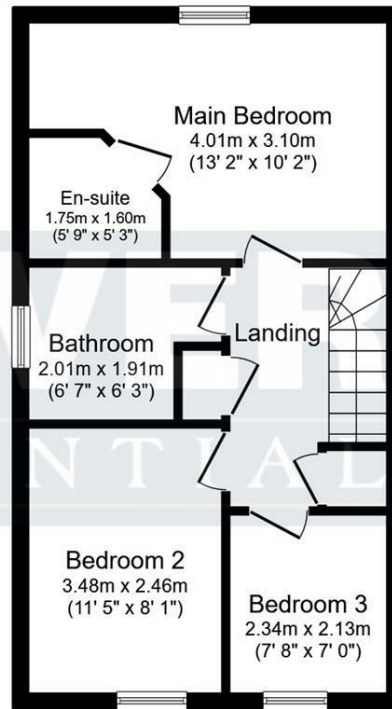 Main Bedroom
4.01m x 3.10m
(13' 2" x 10' 2")
En-suite
1.75m x 1.60m
(5' 9" x 5' 3")
Landing
Bathroom
2.01m x 1.91m
(6' 7" x 6' 3")
Bedroom 2
3.48m x 2.46m
(11' 5" x 8' 1")
Bedroom 3
2.34m x 2.13m
(7' 8" x 7' 0")